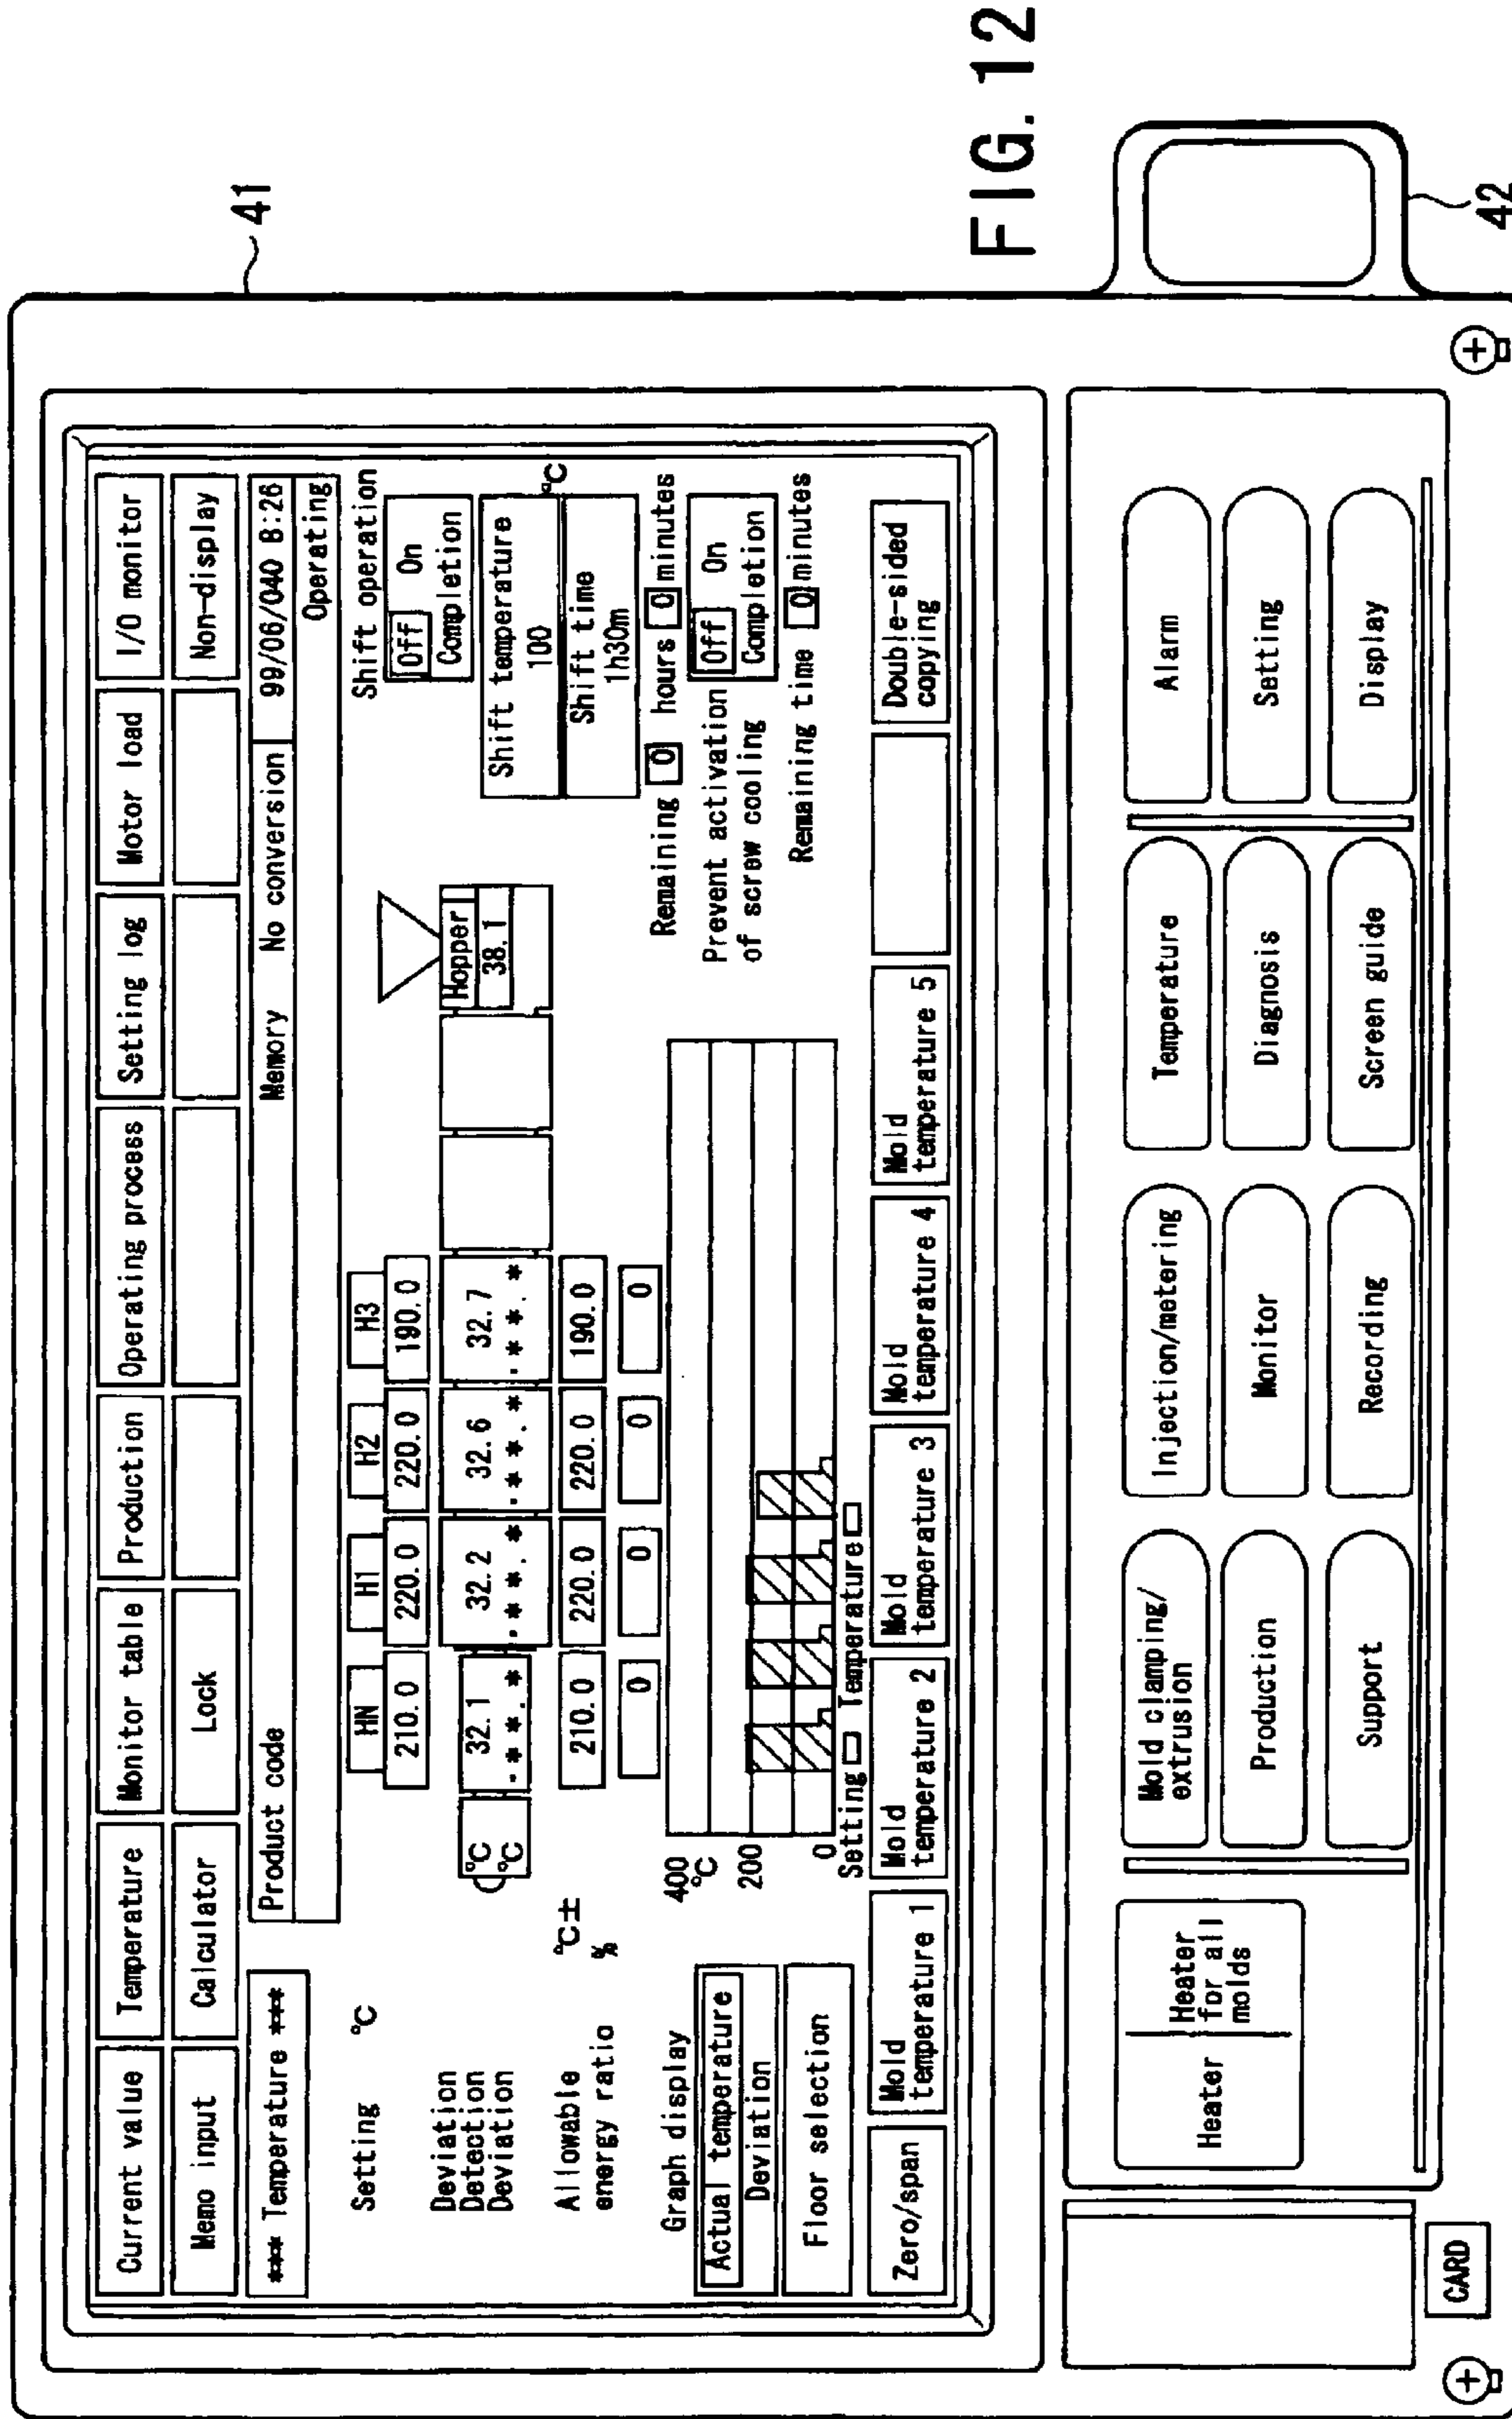 FIG. 12
41
42
Current value
Temperature
Monitor table
Production
Operating process
Setting log
Motor load
I/O monitor
Memo input
Calculator
Lock
Non-display
*** Temperature ***
Product code
Memory
No conversion
99/06/040 8:26
Operating
Setting
°C
HN
H1
H2
H3
210.0
220.0
220.0
190.0
Deviation
Detection
Deviation
°C
°C
32.1
32.2
32.6
32.7
.**.*
.***.*
.***.*
.***.*
Hopper
38.1
Allowable
energy ratio
°C±
%
210.0
220.0
220.0
190.0
0
0
0
0
Shift operation
Off On
Completion
Shift temperature
100
°C
Shift time
1h30m
Remaining 0 hours 0 minutes
Prevent activation
of screw cooling
Off On
Completion
Remaining time 0 minutes
Graph display
Actual temperature
Deviation
Floor selection
400
°C
200
0
Setting Temperature
Zero/span
Mold
temperature 1
Mold
temperature 2
Mold
temperature 3
Mold
temperature 4
Mold
temperature 5
Double-sided
copying
Heater
Heater
for all
molds
Mold clamping/
extrusion
Injection/metering
Temperature
Alarm
Production
Monitor
Diagnosis
Setting
Support
Recording
Screen guide
Display
CARD